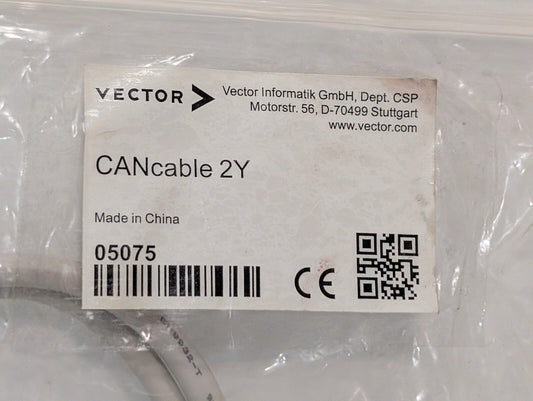 VECTOR
Vector Informatik GmbH, Dept. CSP
Motorstr. 56, D-70499 Stuttgart
www.vector.com
CANcable 2Y
Made in China
05075
CE